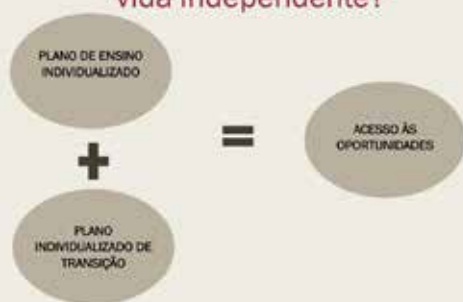 vida independente?
PLANO DE ENSINO
INDIVIDUALIZADO
+
=
ACESSO ÀS
OPORTUNIDADES
PLANO
INDIVIDUALIZADO DE
TRANSIÇÃO